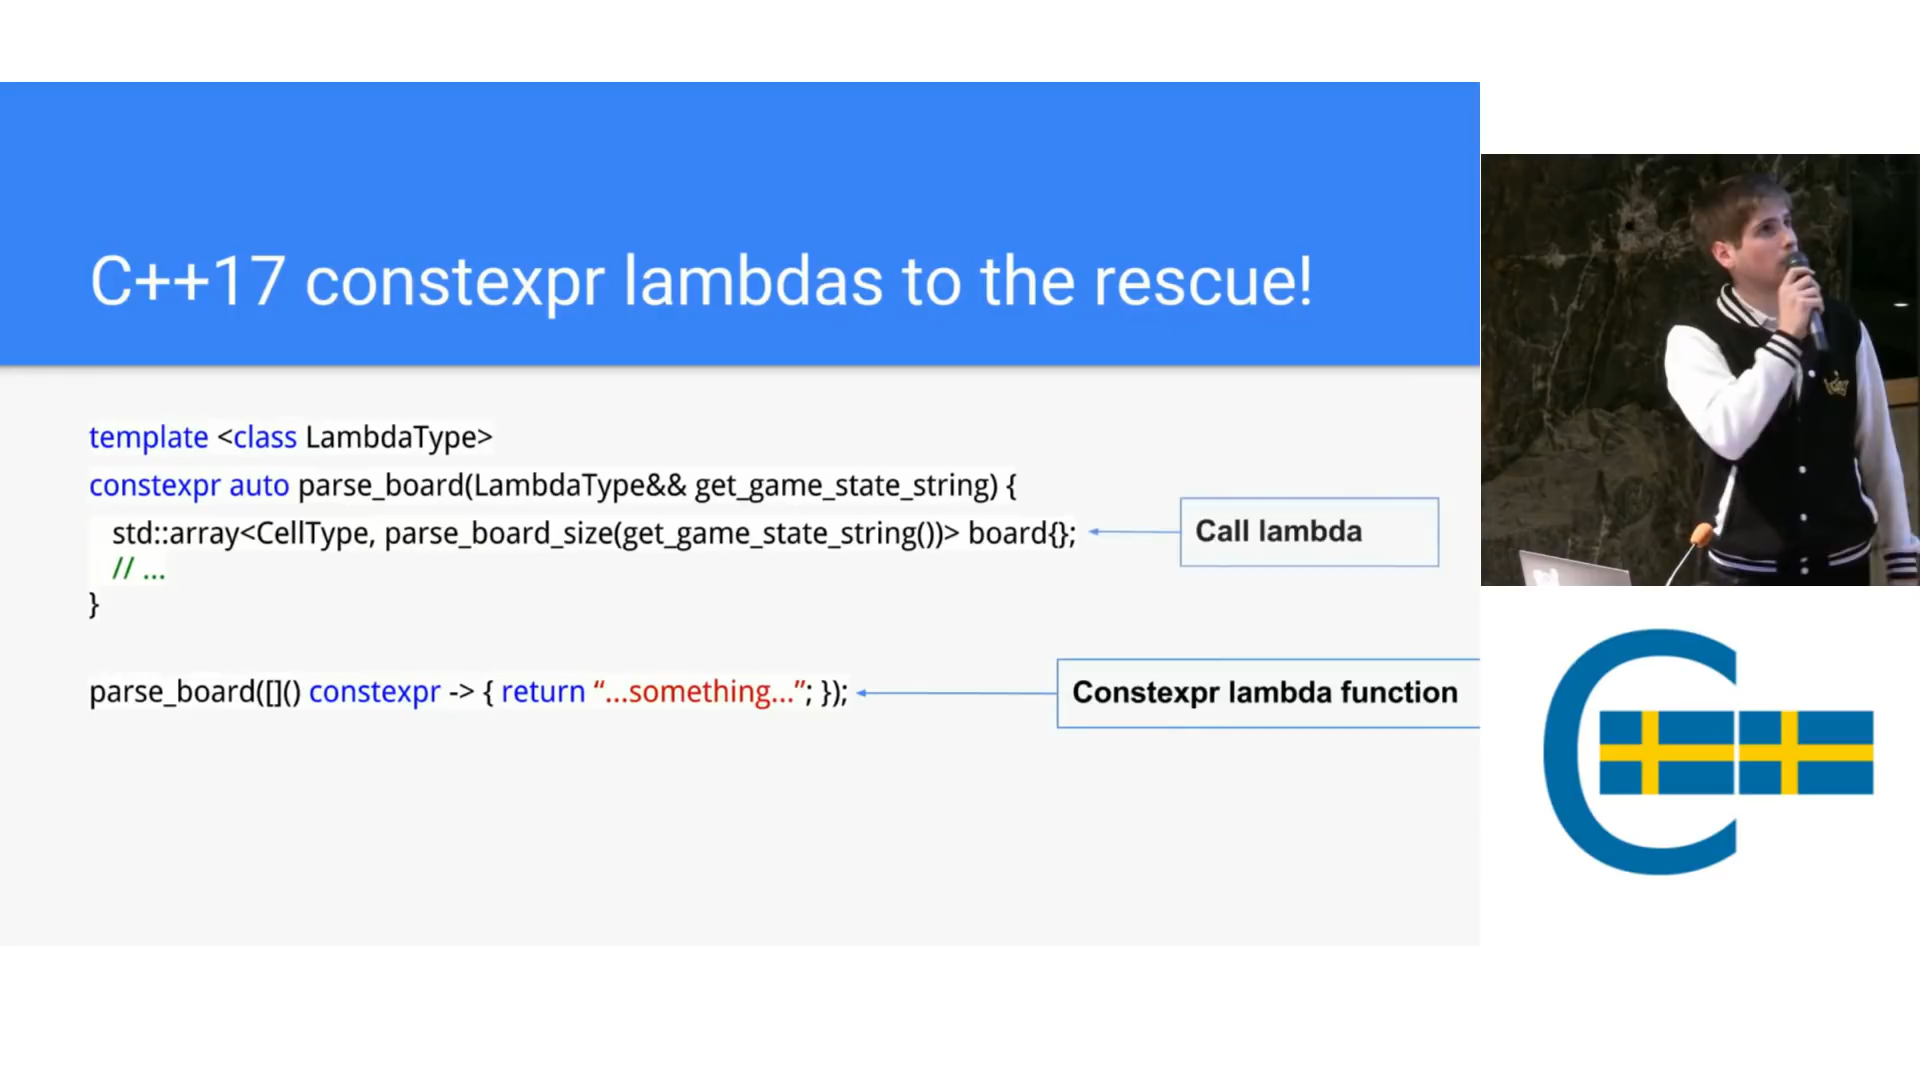 C++17 constexpr lambdas to the rescue!
template <class LambdaType>
constexpr auto parse_board(LambdaType&& get_game_state_string) {
std::array<CellType, parse_board_size(get_game_state_string())> board{};
Call lambda
// ...
}
parse_board([]() constexpr -> { return “...something...”; });
Constexpr lambda function